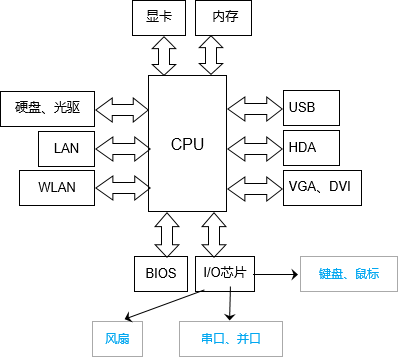 显卡
内存
硬盘、光驱
USB
CPU
LAN
HDA
WLAN
VGA、DVI
BIOS
I/O芯片
键盘、鼠标
风扇
串口、并口